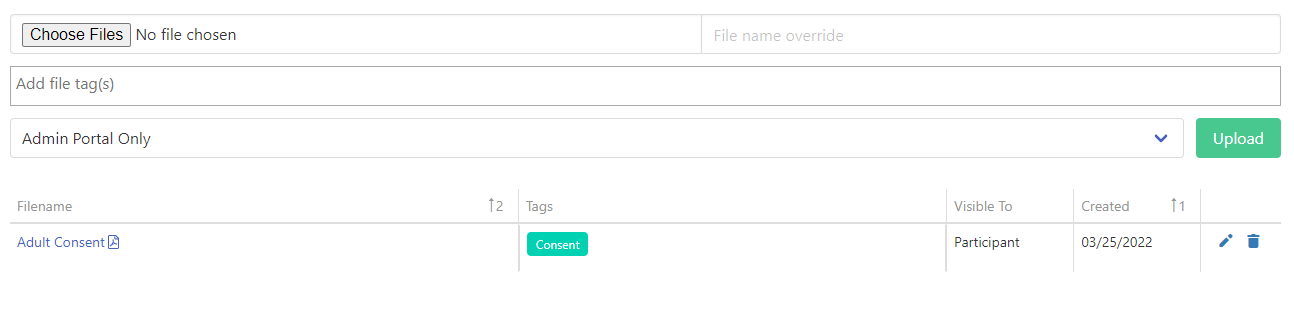 Choose Files No file chosen File name override
Add file tag(s)
Admin Portal Only Upload
Filename ↑2 Tags Visible To Created ↑1
Adult Consent Consent Participant 03/25/2022